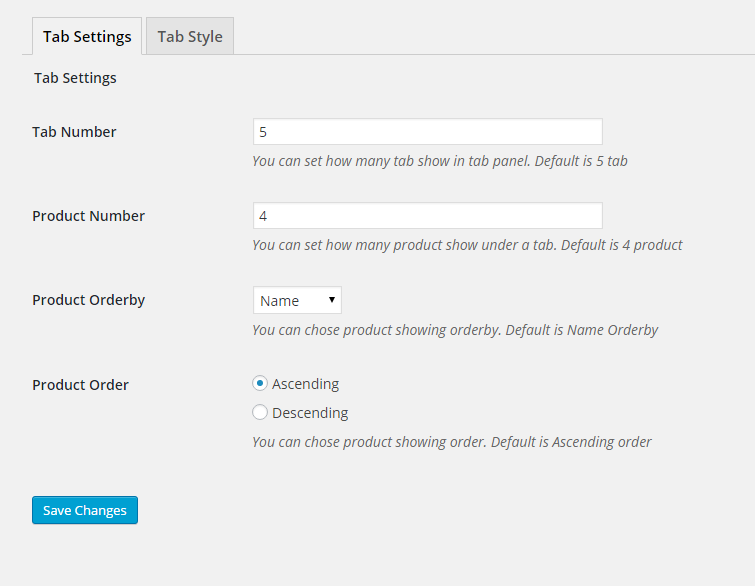 Tab Settings Tab Style
Tab Settings
Tab Number 5
You can set how many tab show in tab panel. Default is 5 tab
Product Number 4
You can set how many product show under a tab. Default is 4 product
Product Orderby Name
You can chose product showing orderby. Default is Name Orderby
Product Order Ascending
Descending
You can chose product showing order. Default is Ascending order
Save Changes